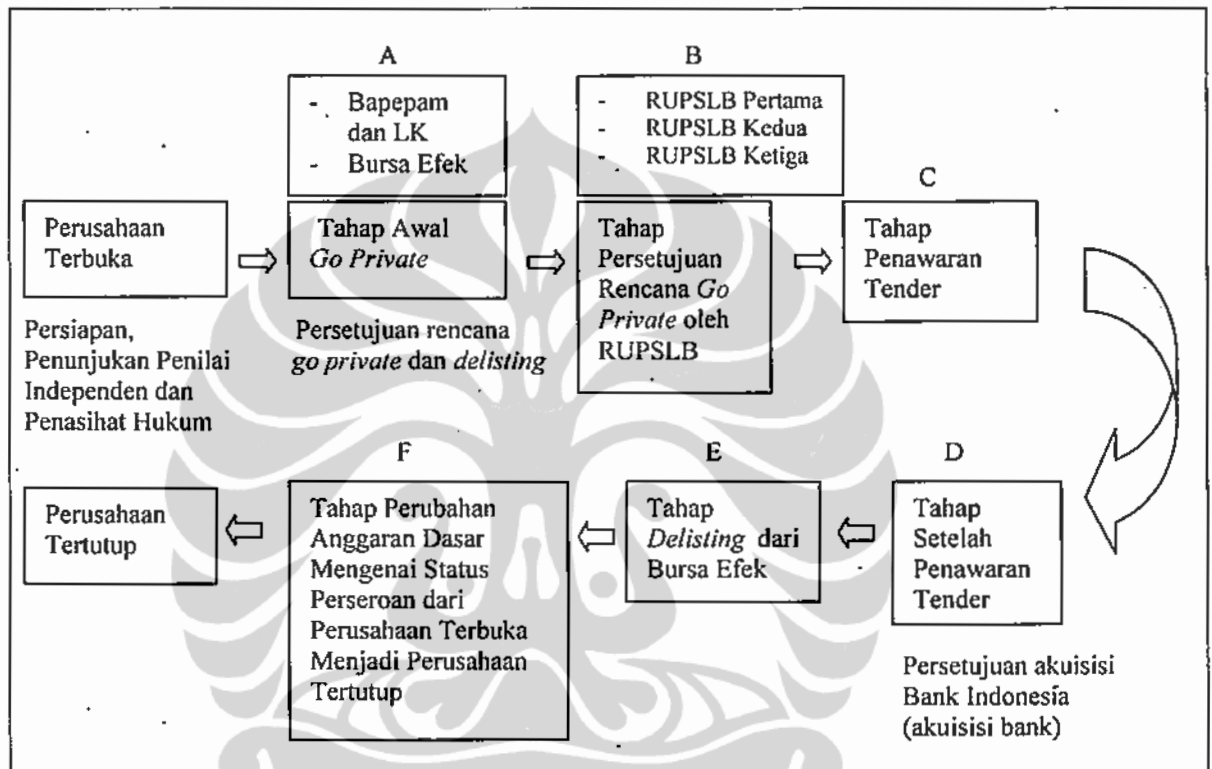 A
- Bapepam
dan LK
- Bursa Efek
B
- RUPSLB Pertama
- RUPSLB Kedua
- RUPSLB Ketiga
C
Perusahaan
Terbuka
Tahap Awal
Go Private
Tahap
Persetujuan
Rencana Go
Private oleh
RUPSLB
Tahap
Penawaran
Tender
Persiapan,
Penunjukan Penilai
Independen dan
Penasihat Hukum
Persetujuan rencana
go private dan delisting
F
E
D
Perusahaan
Tertutup
Tahap Perubahan
Anggaran Dasar
Mengenai Status
Perseroan dari
Perusahaan Terbuka
Menjadi Perusahaan
Tertutup
Tahap
Delisting dari
Bursa Efek
Tahap
Setelah
Penawaran
Tender
Persetujuan akuisisi
Bank Indonesia
(akuisisi bank)